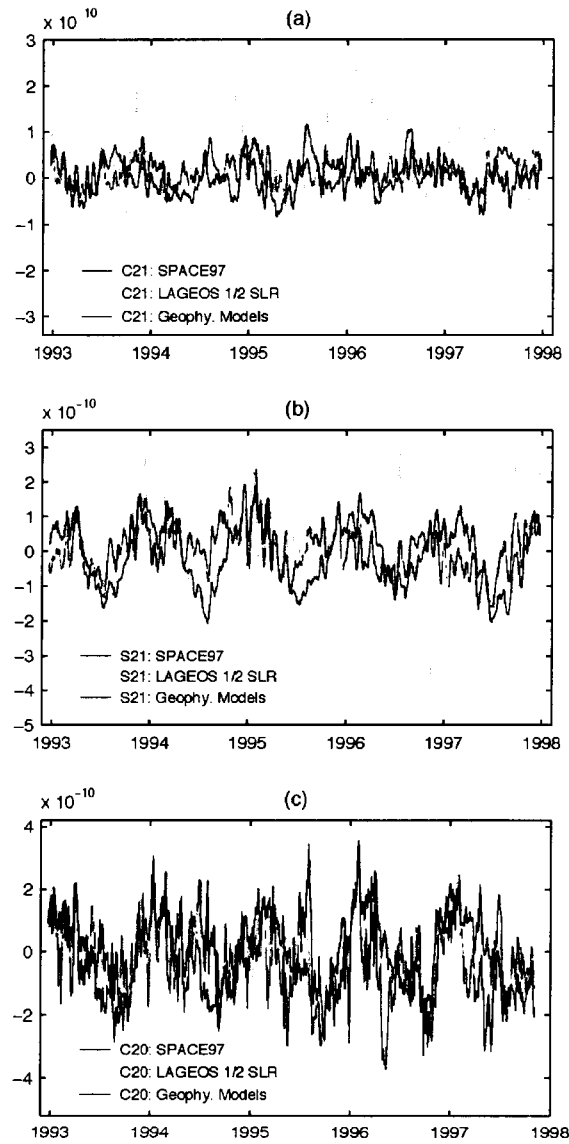 (a)
x 10 10
3
2
1
0
−1
−2
−3
C21: SPACE97
C21: LAGEOS 1/2 SLR
C21: Geophy. Models
1993 1994 1995 1996 1997 1998
(b)
x 10 −10
3
2
1
0
−1
−2
−3
−4
−5
S21: SPACE97
S21: LAGEOS 1/2 SLR
S21: Geophy. Models
1993 1994 1995 1996 1997 1998
(c)
x 10 −10
4
2
0
−2
−4
C20: SPACE97
C20: LAGEOS 1/2 SLR
C20: Geophy. Models
1993 1994 1995 1996 1997 1998